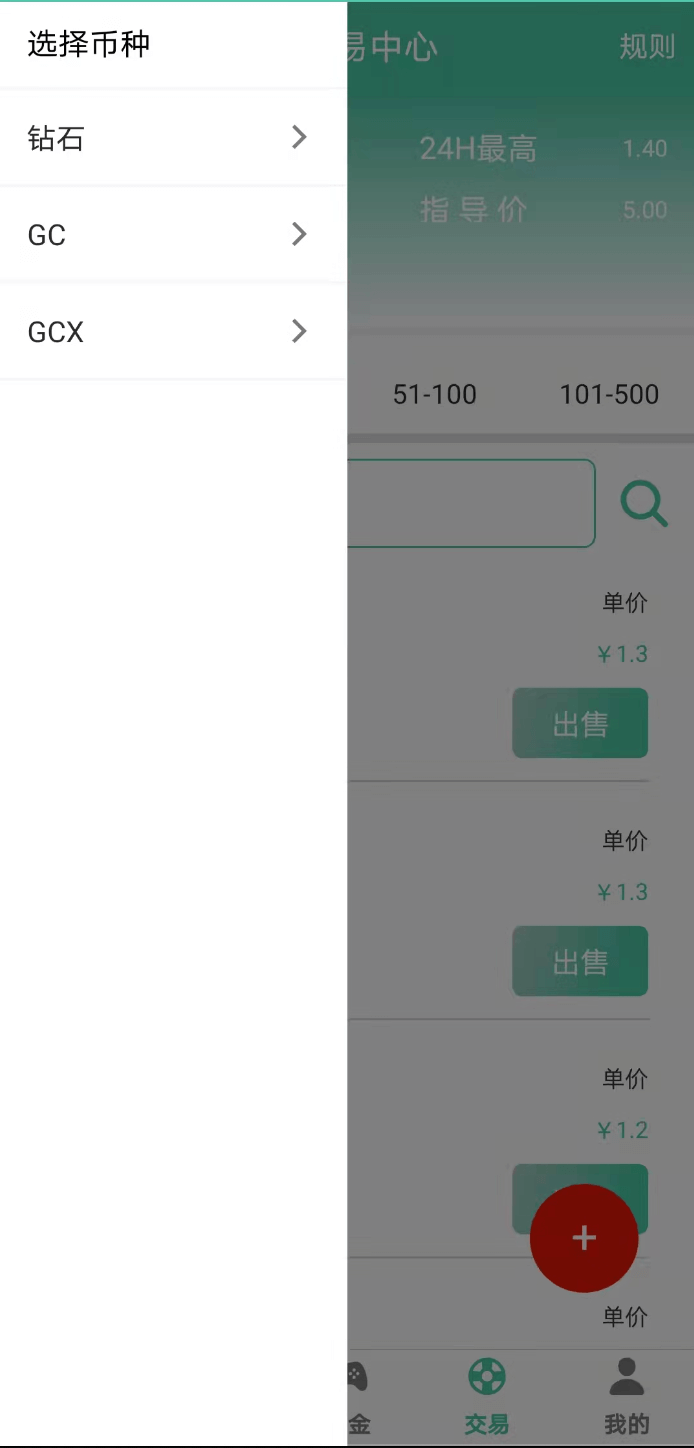 选择币种
易中心
规则
钻石
GC
GCX
24H最高 1.40
指导价 5.00
51-100 101-500
单价
￥1.3
出售
单价
￥1.3
出售
单价
￥1.2
+
单价
金 交易 我的